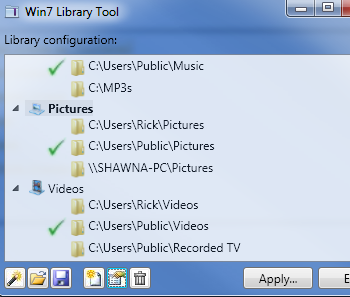 Win7 Library Tool
Library configuration:
C:\Users\Public\Music
C:\MP3s
Pictures
C:\Users\Rick\Pictures
C:\Users\Public\Pictures
\\SHAWNA-PC\Pictures
Videos
C:\Users\Rick\Videos
C:\Users\Public\Videos
C:\Users\Public\Recorded TV
Apply...